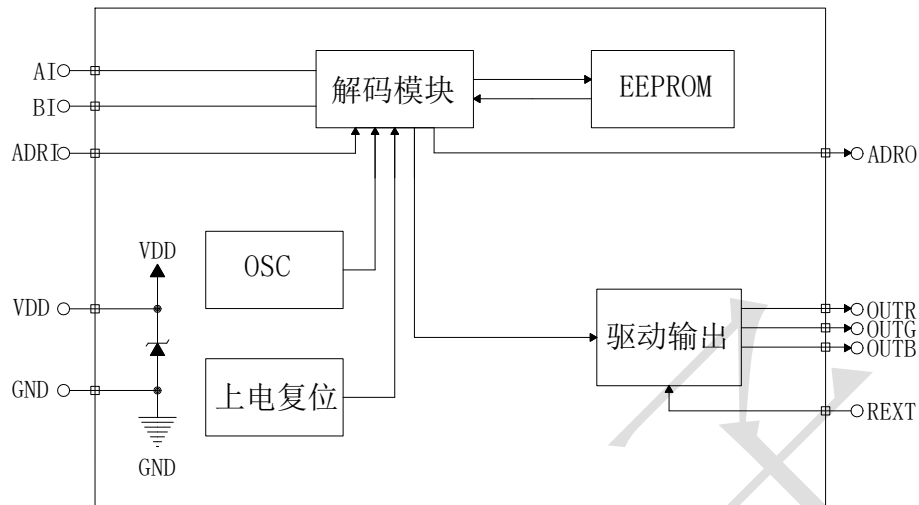 AI
解码模块
EEPROM
BI
ADRI
ADRO
VDD
OSC
VDD
OUTR
驱动输出
OUTG
OUTB
GND
上电复位
REXT
GND